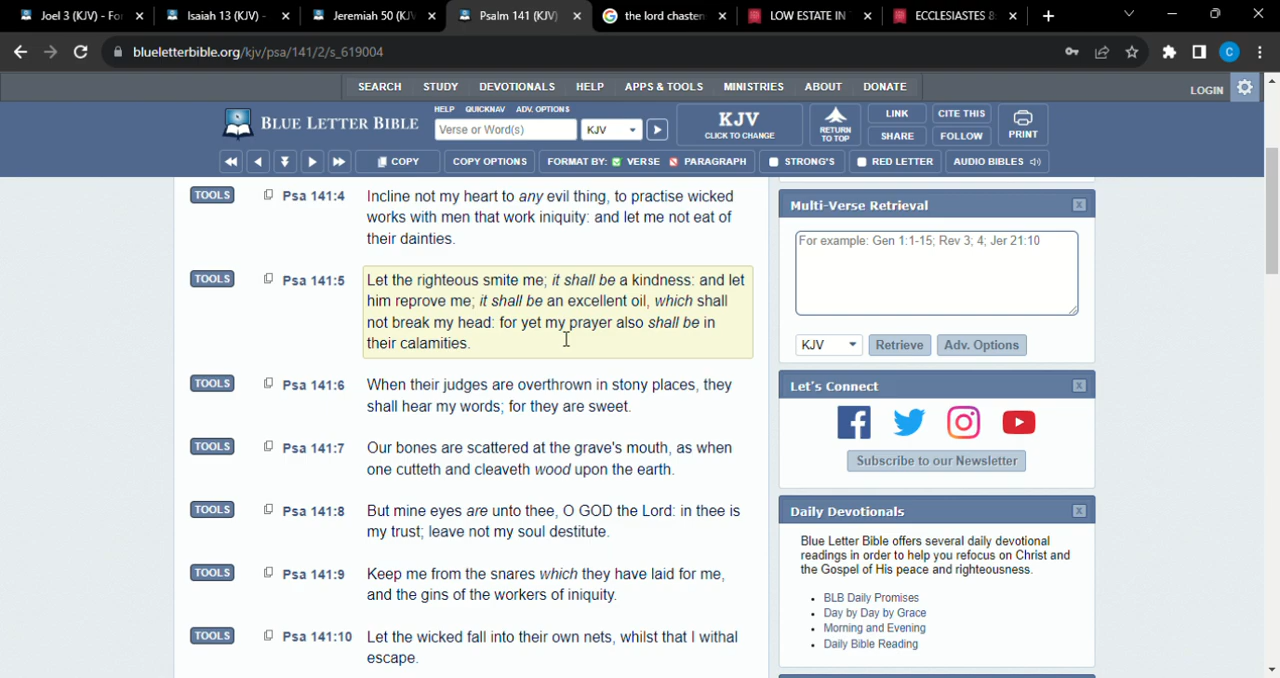 Joel 3 (KJV) - For
Isaiah 13 (KJV) -
Jeremiah 50 (KJV
Psalm 141 (KJV)
the lord chasten
LOW ESTATE IN
ECCLESIASTES 8:
blueletterbible.org/kjv/psa/141/2/s_619004
C
SEARCH STUDY DEVOTIONALS HELP APPS & TOOLS MINISTRIES ABOUT DONATE
LOGIN
BLUE LETTER BIBLE
HELP QUICKNAV ADV. OPTIONS
Verse or Word(s) KJV
KJV
CLICK TO CHANGE
RETURN
TO TOP
LINK CITE THIS
SHARE FOLLOW
PRINT
COPY COPY OPTIONS FORMAT BY: VERSE PARAGRAPH STRONG'S RED LETTER AUDIO BIBLES
TOOLS Psa 141:4 Incline not my heart to any evil thing, to practise wicked
works with men that work iniquity: and let me not eat of
their dainties.
TOOLS Psa 141:5 Let the righteous smite me; it shall be a kindness: and let
him reprove me; it shall be an excellent oil, which shall
not break my head: for yet my prayer also shall be in
their calamities.
TOOLS Psa 141:6 When their judges are overthrown in stony places, they
shall hear my words; for they are sweet.
TOOLS Psa 141:7 Our bones are scattered at the grave's mouth, as when
one cutteth and cleaveth wood upon the earth.
TOOLS Psa 141:8 But mine eyes are unto thee, O GOD the Lord: in thee is
my trust; leave not my soul destitute.
TOOLS Psa 141:9 Keep me from the snares which they have laid for me,
and the gins of the workers of iniquity.
TOOLS Psa 141:10 Let the wicked fall into their own nets, whilst that I withal
escape.
Multi-Verse Retrieval
For example: Gen 1:1-15; Rev 3; 4; Jer 21:10
KJV Retrieve Adv. Options
Let's Connect
Subscribe to our Newsletter
Daily Devotionals
Blue Letter Bible offers several daily devotional
readings in order to help you refocus on Christ and
the Gospel of His peace and righteousness.
BLB Daily Promises
Day by Day by Grace
Morning and Evening
Daily Bible Reading